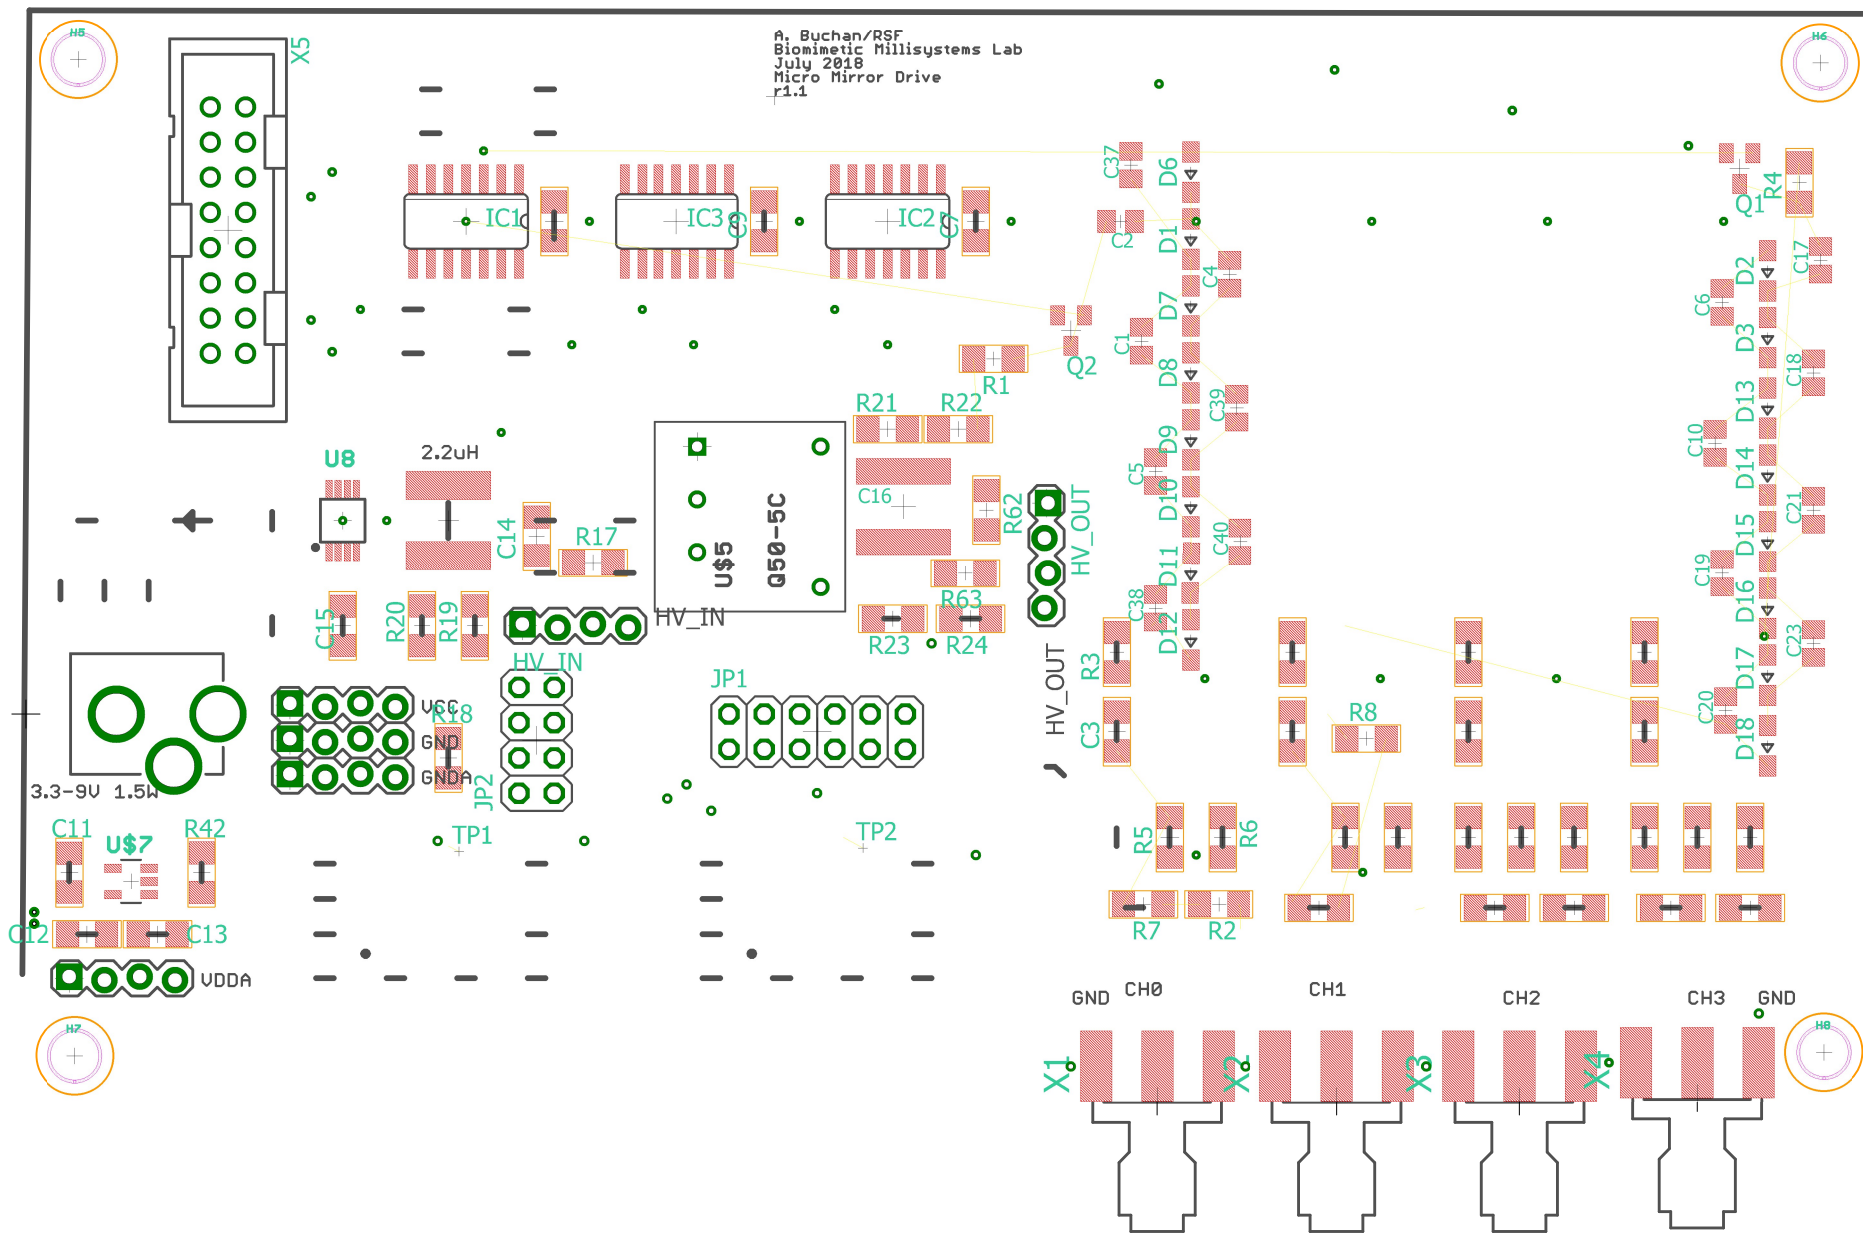 H5
X5
A. Buchan/RSF
Biomimetic Millisystems Lab
July 2018
Micro Mirror Drive
r1.1
H6
C37
D6
R4
Q1
IC1
IC3
C9
IC2
C7
C2
D1
C4
C17
D2
C6
D7
C1
D3
Q2
R1
D8
C18
C39
D13
R21
R22
D9
C10
U8
2.2uH
C5
D14
C14
R17
U$5
Q50-5C
C16
R62
HV_OUT
D10
C40
C21
D15
D11
C19
R63
C38
D16
C15
R20
R19
HV_IN
HV_IN
R23
R24
D12
C23
R3
D17
JP1
HV_OUT
VCC
R18
GND
GNDA
JP2
C3
R8
C20
D18
3.3-9V 1.5W
C11
U$7
R42
TP1
TP2
R5
R6
C12
C13
R7
R2
VDDA
GND
CH0
CH1
CH2
CH3
GND
H7
H8
X1
X2
X3
X4